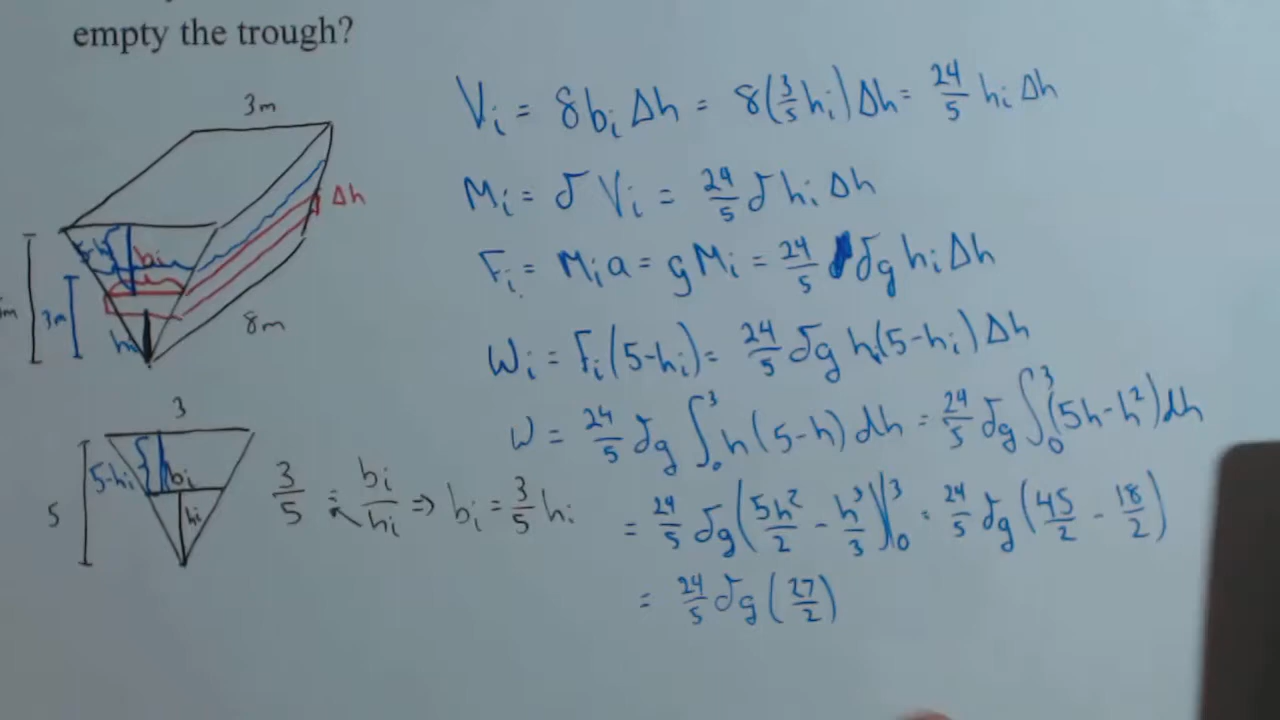 empty the trough?
3m
Δh
bᵢ
m
3m
hᵢ
8m
3
5-hᵢ
bᵢ
5
hᵢ
3/5 = bᵢ/hᵢ ⇒ bᵢ = 3/5 hᵢ
Vᵢ = 8bᵢ Δh = 8(3/5 hᵢ) Δh = 24/5 hᵢ Δh
Mᵢ = δ Vᵢ = 24/5 δ hᵢ Δh
Fᵢ = Mᵢa = gMᵢ = 24/5 δg hᵢ Δh
Wᵢ = Fᵢ(5-hᵢ) = 24/5 δg hᵢ(5-hᵢ) Δh
W = 24/5 δg ∫₀³ h(5-h) dh = 24/5 δg ∫₀³ (5h-h²) dh
= 24/5 δg (5h²/2 - h³/3)|₀³ = 24/5 δg (45/2 - 18/2)
= 24/5 δg (27/2)